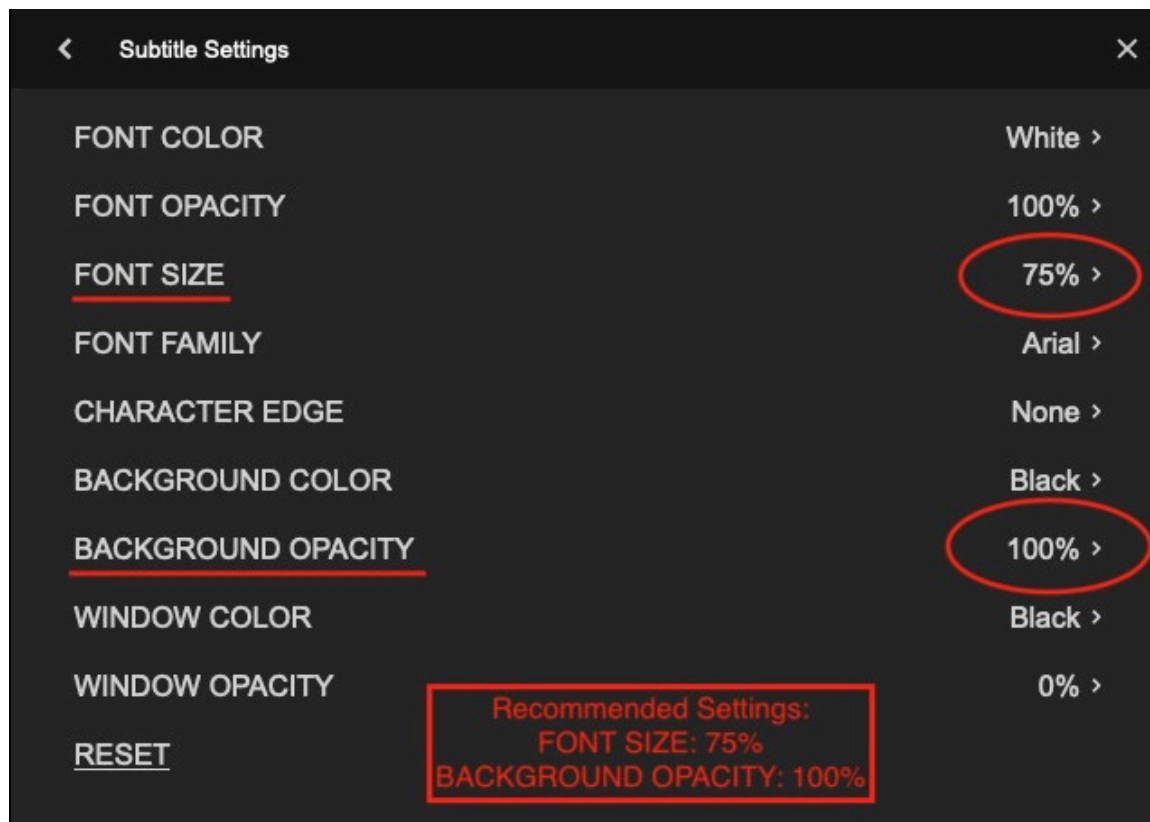 Subtitle Settings
FONT COLOR White
FONT OPACITY 100%
FONT SIZE 75%
FONT FAMILY Arial
CHARACTER EDGE None
BACKGROUND COLOR Black
BACKGROUND OPACITY 100%
WINDOW COLOR Black
WINDOW OPACITY 0%
Recommended Settings:
FONT SIZE: 75%
BACKGROUND OPACITY: 100%
RESET